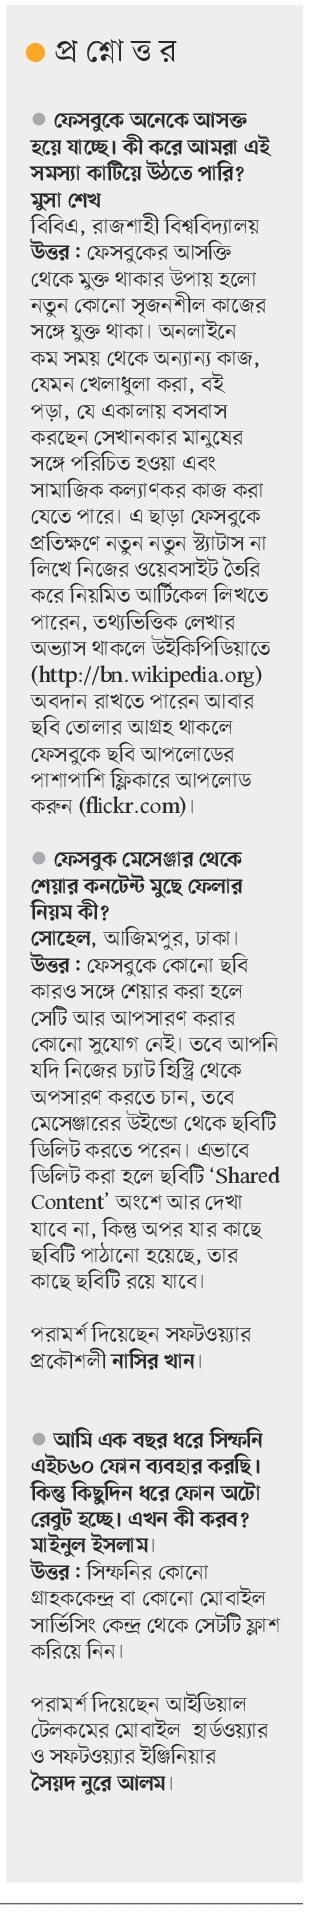 প্রশ্নোত্তর
ফেসবুকে অনেকে আসক্ত
হয়ে যাচ্ছে। কী করে আমরা এই
সমস্যা কাটিয়ে উঠতে পারি?
মুসা শেখ
বিবিএ, রাজশাহী বিশ্ববিদ্যালয়
উত্তর : ফেসবুকের আসক্তি
থেকে মুক্ত থাকার উপায় হলো
নতুন কোনো সৃজনশীল কাজের
সঙ্গে যুক্ত থাকা। অনলাইনে
কম সময় থেকে অন্যান্য কাজ,
যেমন খেলাধুলা করা, বই
পড়া, যে একালায় বসবাস
করছেন সেখানকার মানুষের
সঙ্গে পরিচিত হওয়া এবং
সামাজিক কল্যাণকর কাজ করা
যেতে পারে। এ ছাড়া ফেসবুকে
প্রতিক্ষণে নতুন নতুন স্ট্যাটাস না
লিখে নিজের ওয়েবসাইট তৈরি
করে নিয়মিত আর্টিকেল লিখতে
পারেন, তথ্যভিত্তিক লেখার
অভ্যাস থাকলে উইকিপিডিয়াতে
(http://bn.wikipedia.org)
অবদান রাখতে পারেন আবার
ছবি তোলার আগ্রহ থাকলে
ফেসবুকে ছবি আপলোডের
পাশাপাশি ফ্লিকারে আপলোড
করুন (flickr.com)।
ফেসবুক মেসেঞ্জার থেকে
শেয়ার কনটেন্ট মুছে ফেলার
নিয়ম কী?
সোহেল, আজিমপুর, ঢাকা।
উত্তর : ফেসবুকে কোনো ছবি
কারও সঙ্গে শেয়ার করা হলে
সেটি আর আপসারণ করার
কোনো সুযোগ নেই। তবে আপনি
যদি নিজের চ্যাট হিস্ট্রি থেকে
অপসারণ করতে চান, তবে
মেসেঞ্জারের উইন্ডো থেকে ছবিটি
ডিলিট করতে পরেন। এভাবে
ডিলিট করা হলে ছবিটি ‘Shared
Content’ অংশে আর দেখা
যাবে না, কিন্তু অপর যার কাছে
ছবিটি পাঠানো হয়েছে, তার
কাছে ছবিটি রয়ে যাবে।
পরামর্শ দিয়েছেন সফটওয়্যার
প্রকৌশলী নাসির খান।
আমি এক বছর ধরে সিম্ফনি
এইচ৬০ ফোন ব্যবহার করছি।
কিন্তু কিছুদিন ধরে ফোন অটো
রেবুট হচ্ছে। এখন কী করব?
মাইনুল ইসলাম।
উত্তর : সিম্ফনির কোনো
গ্রাহককেন্দ্র বা কোনো মোবাইল
সার্ভিসিং কেন্দ্র থেকে সেটটি ফ্লাশ
করিয়ে নিন।
পরামর্শ দিয়েছেন আইডিয়াল
টেলকমের মোবাইল হার্ডওয়্যার
ও সফটওয়্যার ইঞ্জিনিয়ার
সৈয়দ নুরে আলম।